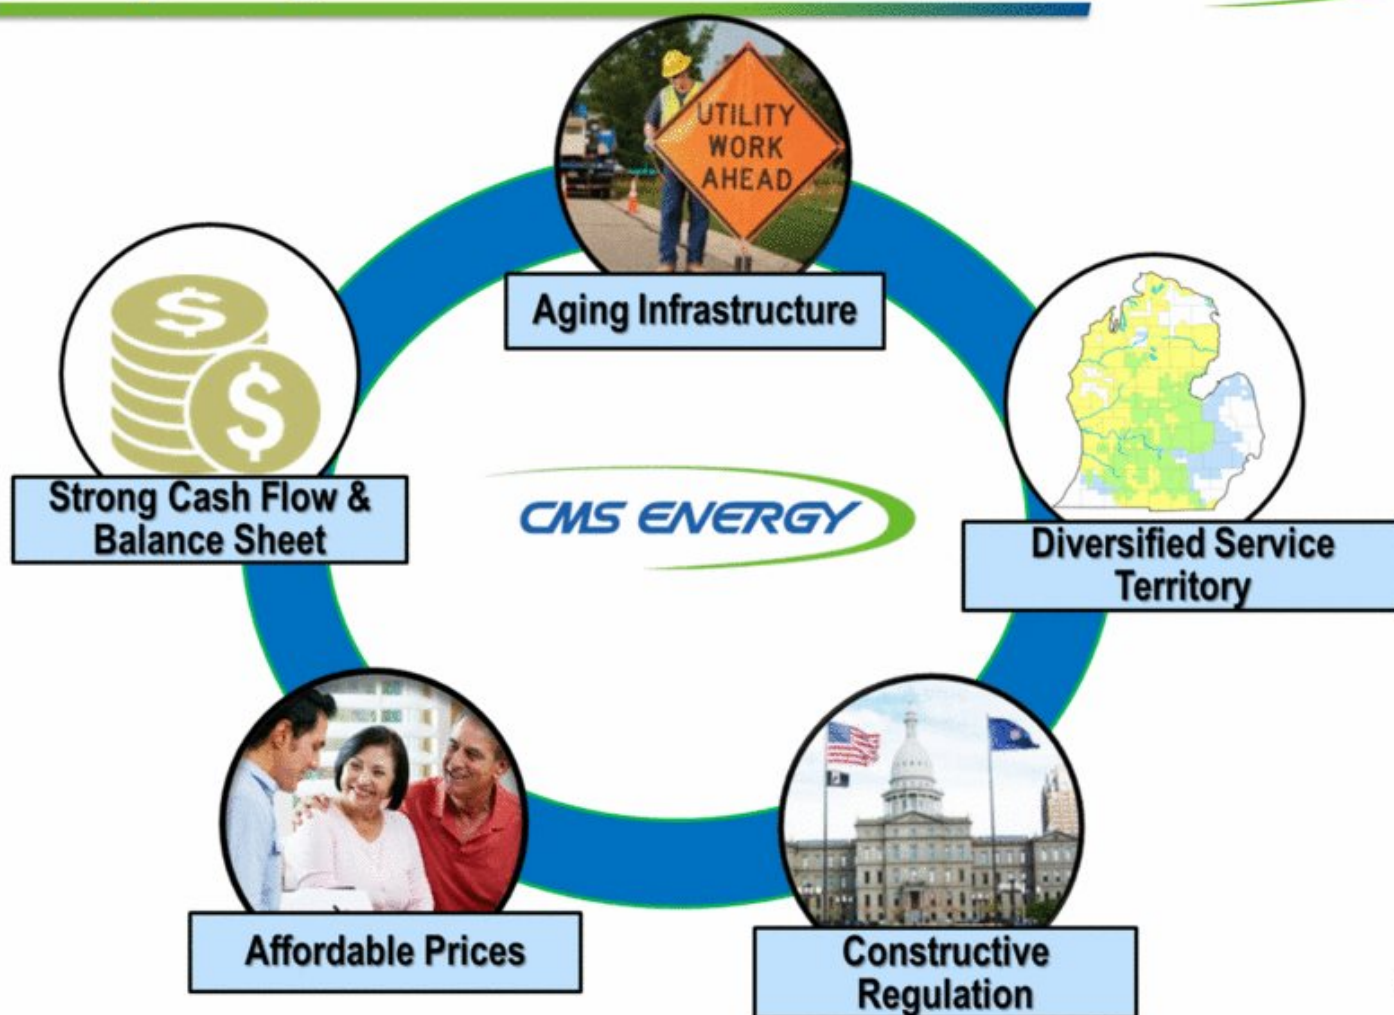 UTILITY
WORK
AHEAD
Aging Infrastructure
$
$
Strong Cash Flow &
Balance Sheet
CMS ENERGY
Diversified Service
Territory
Affordable Prices
Constructive
Regulation